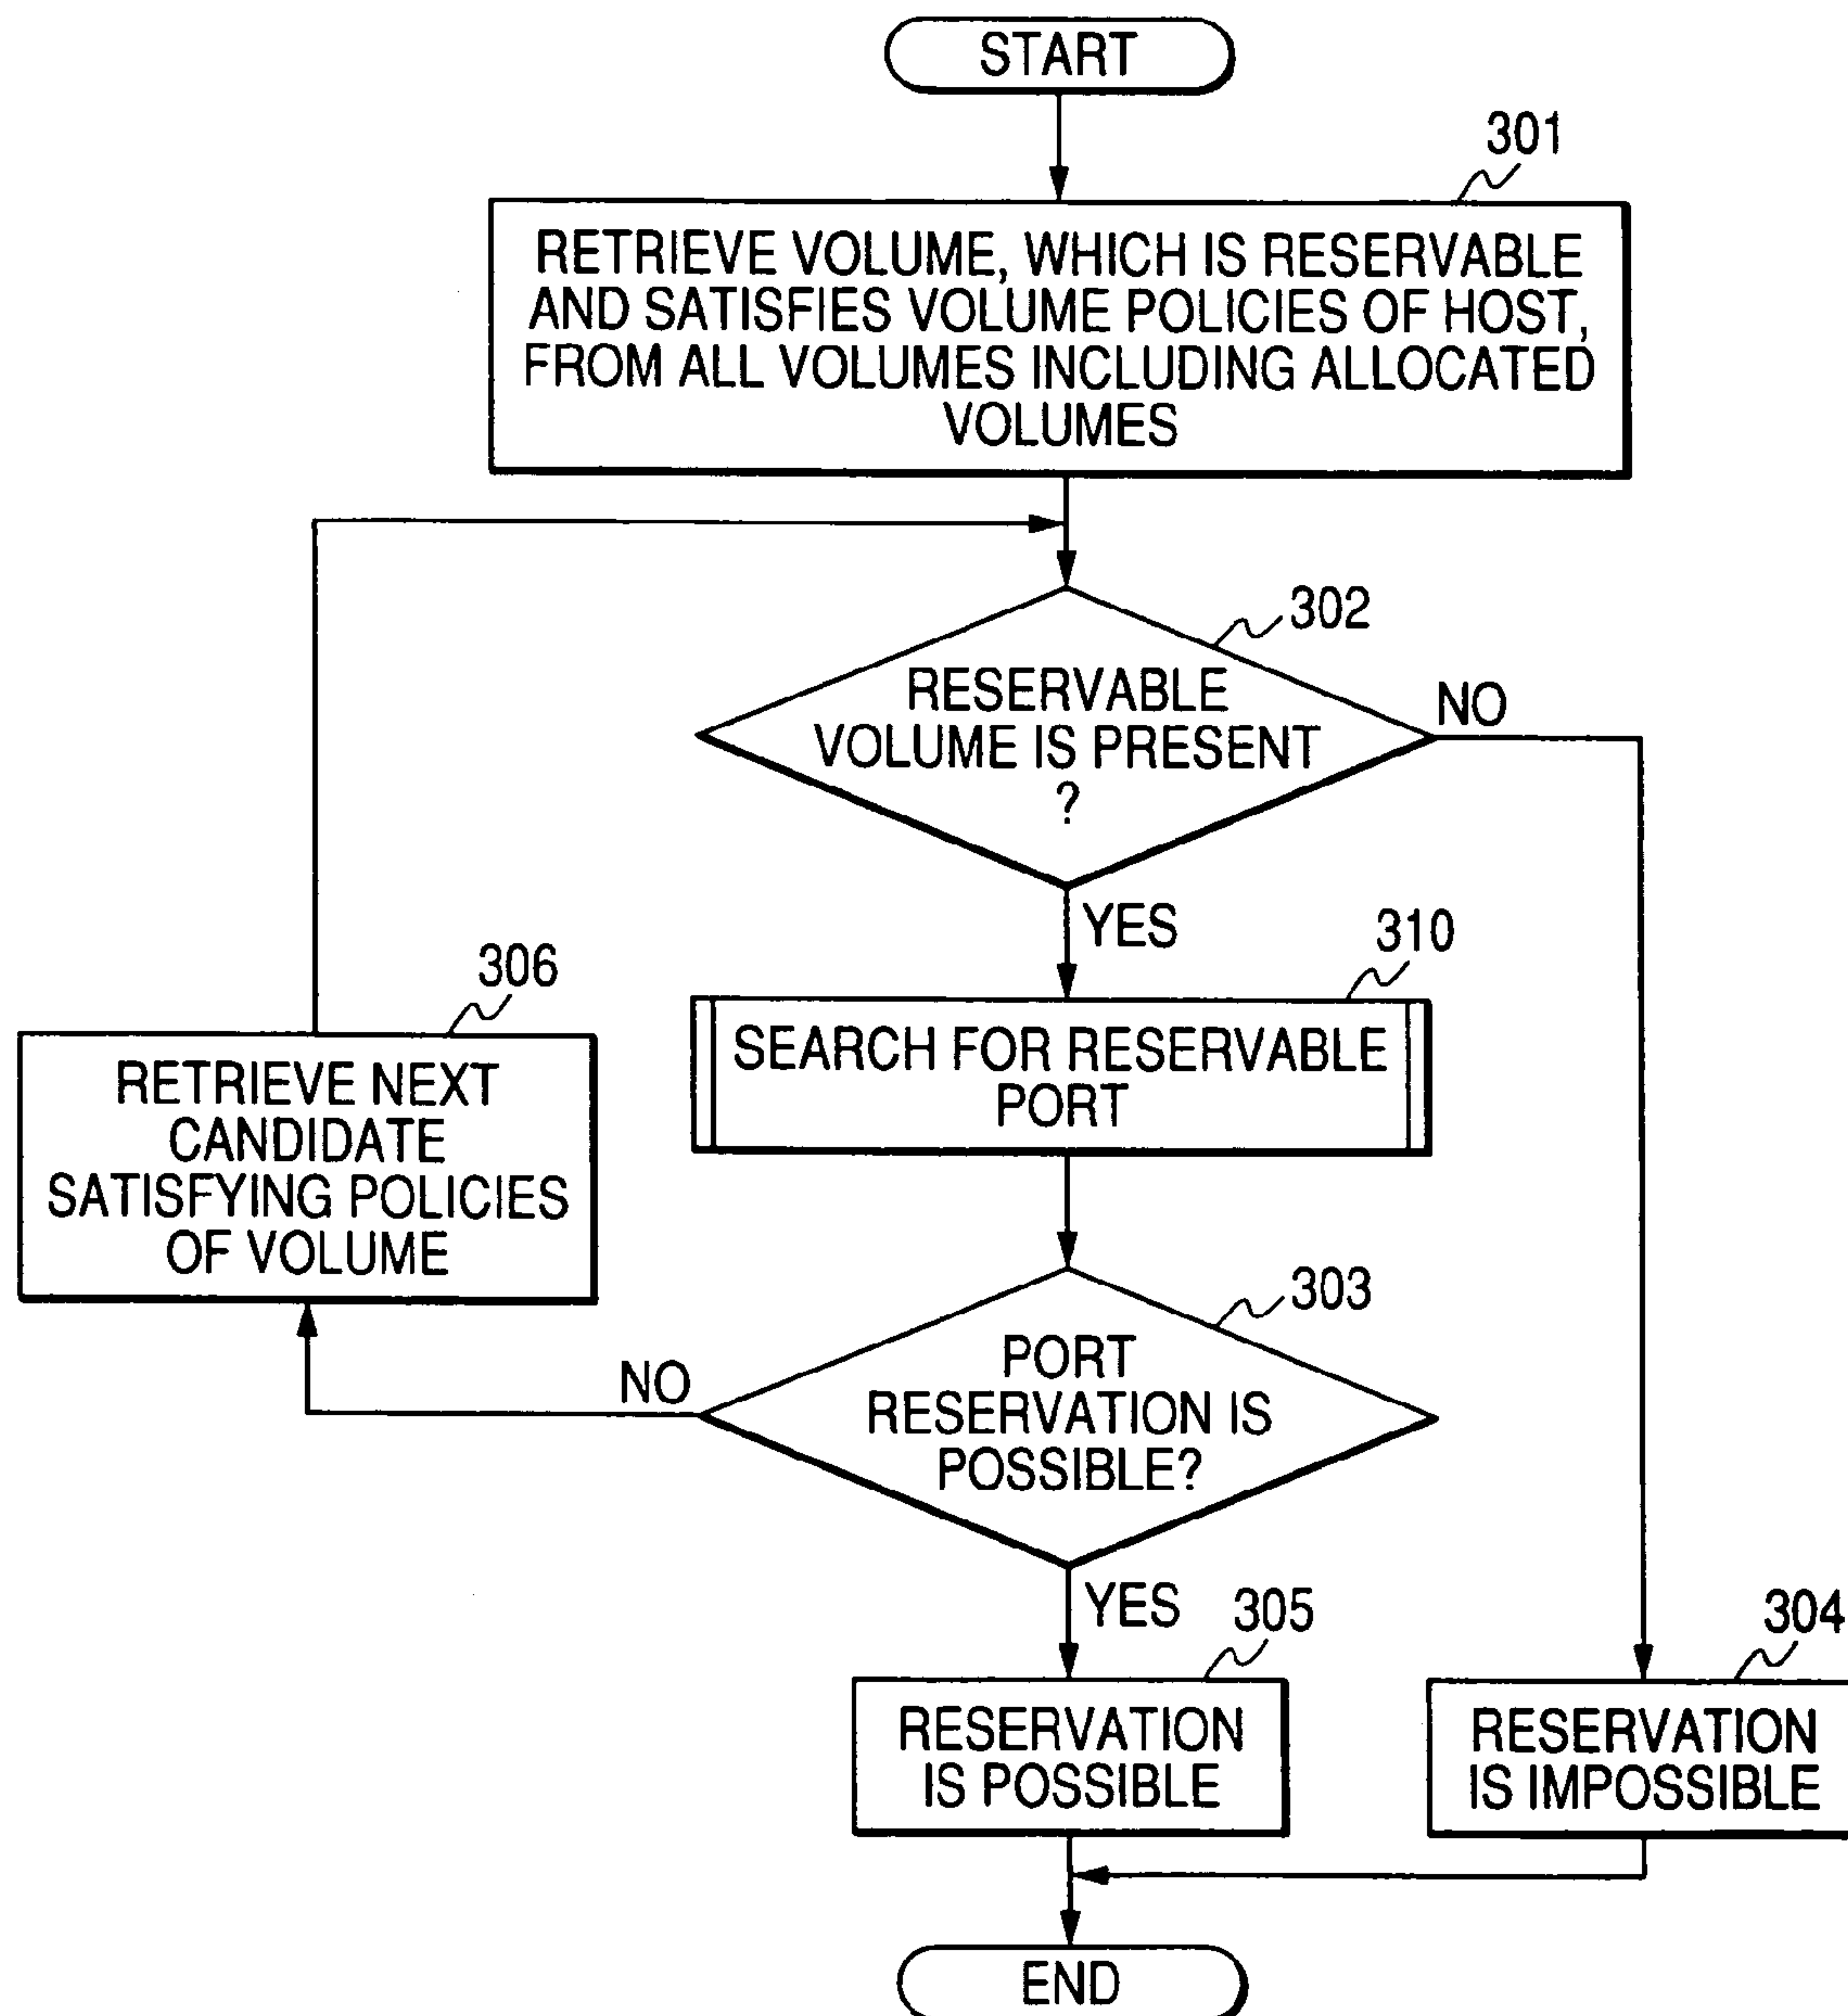 START
301
RETRIEVE VOLUME, WHICH IS RESERVABLE
AND SATISFIES VOLUME POLICIES OF HOST,
FROM ALL VOLUMES INCLUDING ALLOCATED
VOLUMES
302
RESERVABLE
VOLUME IS PRESENT
?
NO
YES
310
SEARCH FOR RESERVABLE
PORT
306
RETRIEVE NEXT
CANDIDATE
SATISFYING POLICIES
OF VOLUME
303
PORT
RESERVATION IS
POSSIBLE?
NO
YES
305
RESERVATION
IS POSSIBLE
304
RESERVATION
IS IMPOSSIBLE
END